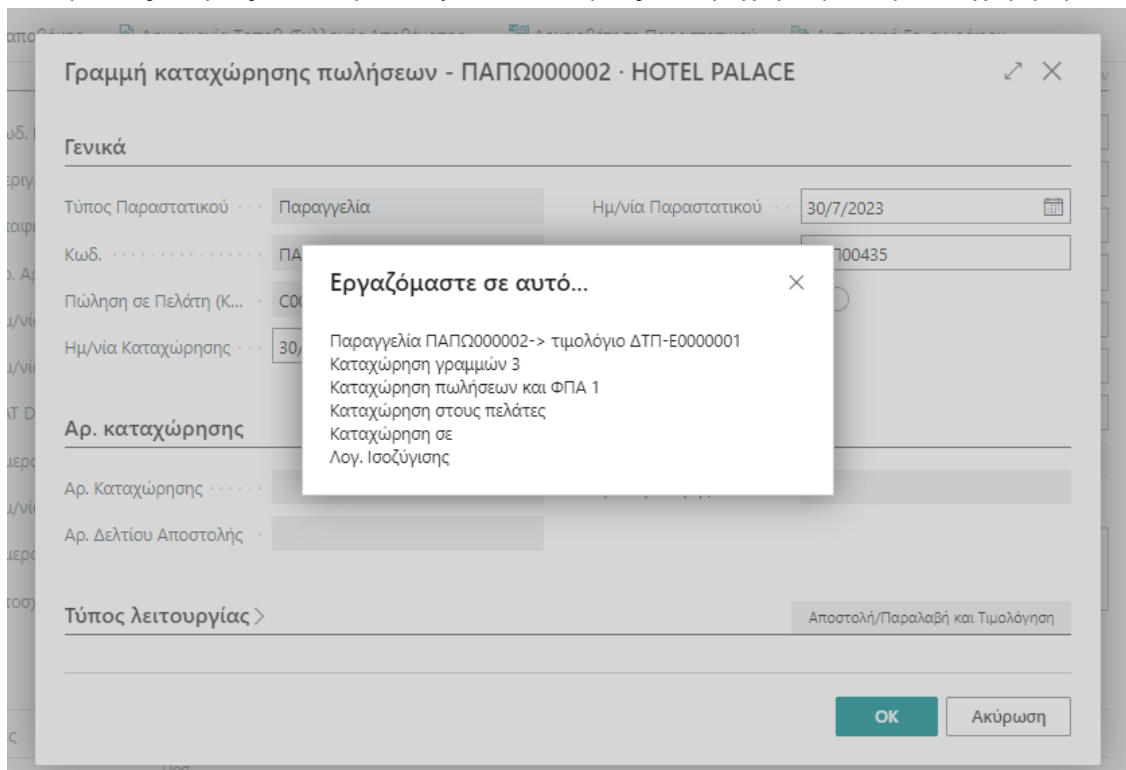 Γραμμή καταχώρησης πωλήσεων - ΠΑΠΩ000002 · HOTEL PALACE
Γενικά
Τύπος Παραστατικού Παραγγελία Ημ/νία Παραστατικού 30/7/2023
Κωδ. ΠΑ 00435
Πώληση σε Πελάτη (Κ...
Ημ/νία Καταχώρησης 30/
Εργαζόμαστε σε αυτό...
Παραγγελία ΠΑΠΩ000002-> τιμολόγιο ΔΤΠ-Ε0000001
Καταχώρηση γραμμών 3
Καταχώρηση πωλήσεων και ΦΠΑ 1
Καταχώρηση στους πελάτες
Καταχώρηση σε
Λογ. Ισοζύγισης
Αρ. καταχώρησης
Αρ. Καταχώρησης
Αρ. Δελτίου Αποστολής
Τύπος λειτουργίας > Αποστολή/Παραλαβή και Τιμολόγηση
OK Ακύρωση